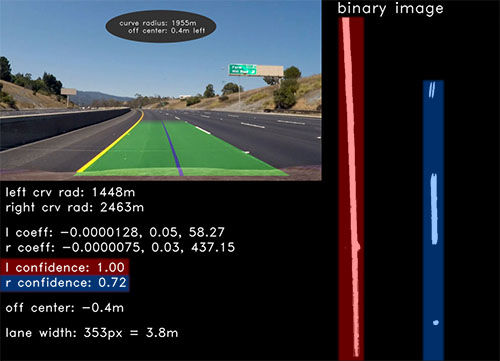 curve radius: 1955m
off center: 0.4m left
binary image
left crv rad: 1448m
right crv rad: 2463m
l coeff: -0.0000128, 0.05, 58.27
r coeff: -0.0000075, 0.03, 437.15
l confidence: 1.00
r confidence: 0.72
off center: -0.4m
lane width: 353px = 3.8m